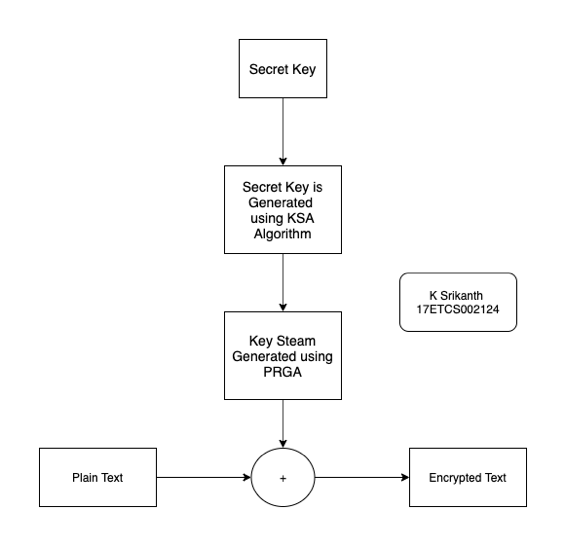 Secret Key
Secret Key is
Generated
using KSA
Algorithm
K Srikanth
17ETCS002124
Key Steam
Generated using
PRGA
Plain Text
+
Encrypted Text